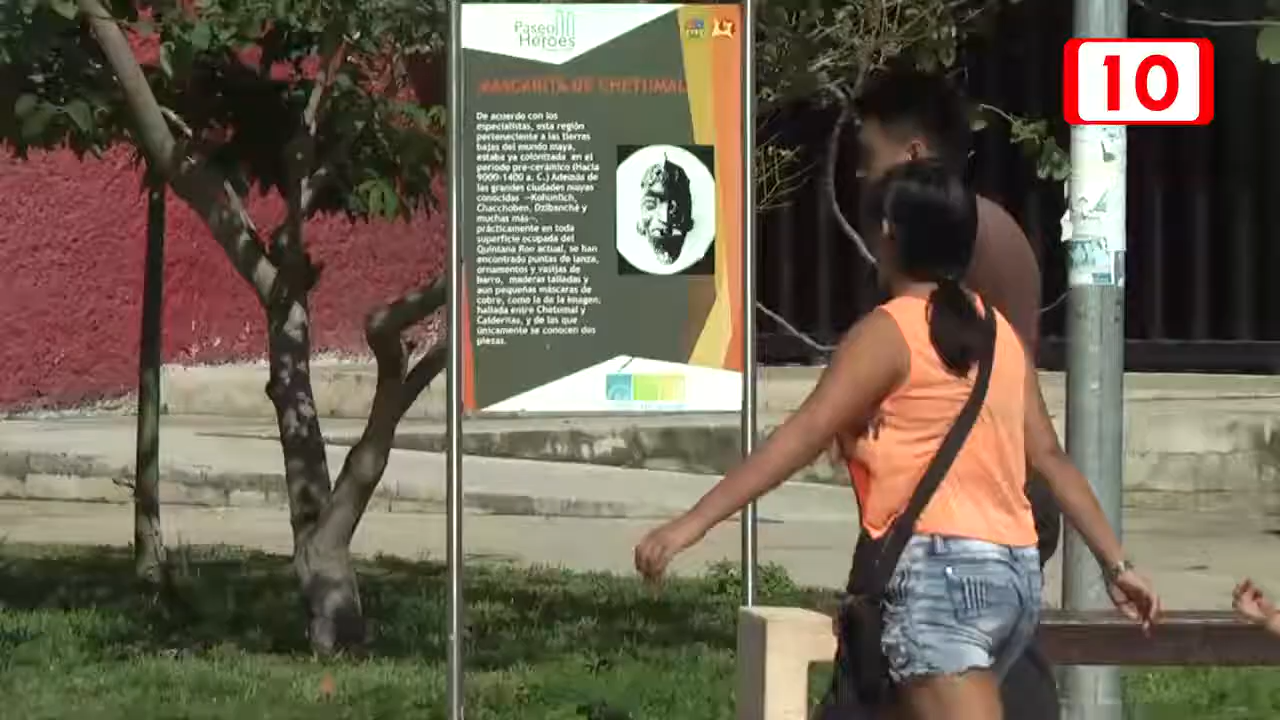 Paseo
Héroes
MASCARITA DE CHETUMAL
De acuerdo con los
especialistas, esta región
perteneciente a las tierras
bajas del mundo maya,
estaba ya colonizada en el
período pre-cerámico (Hacia
9000-1400 a. C.) Además de
las grandes ciudades mayas
conocidas —Kohunlich,
Chacchoben, Dzibanché y
muchas más—,
prácticamente en toda
superficie ocupada del
Quintana Roo actual, se han
encontrado puntas de lanza,
ornamentos y vasijas de
barro, maderas talladas y
aún pequeñas máscaras de
cobre, como la de la imagen,
hallada entre Chetumal y
Calderitas, y de las que
únicamente se conocen dos
piezas.
10